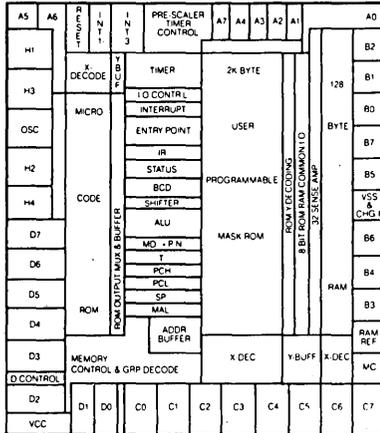 A5 A6 RESET INT1 INT3 PRE-SCALER TIMER CONTROL A7 A4 A3 A2 A1 A0
H1
H3
OSC
H2
H4
D7
D6
D5
D4
D3
D CONTROL
D2
VCC
X-DECODE
Y BUF
MICRO
CODE
ROM
ROM OUTPUT MUX & BUFFER
TIMER
I O CONTRL
INTERRUPT
ENTRY POINT
IR
STATUS
BCD
SHIFTER
ALU
T
PCH
PCL
SP
MAL
ADDR
BUFFER
2K BYTE
USER
PROGRAMMABLE
MASK ROM
ROM Y DECODING
8 BIT ROM RAM COMMON I O
32 SENSE AMP
128
BYTE
RAM
B2
B1
B0
B7
B5
VSS
& CHG
B6
B4
B3
RAM
REF
MC
MEMORY
CONTROL & GRP DECODE
X DEC Y-BUFF X-DEC
D1 D0 C0 C1 C2 C3 C4 C5 C6 C7